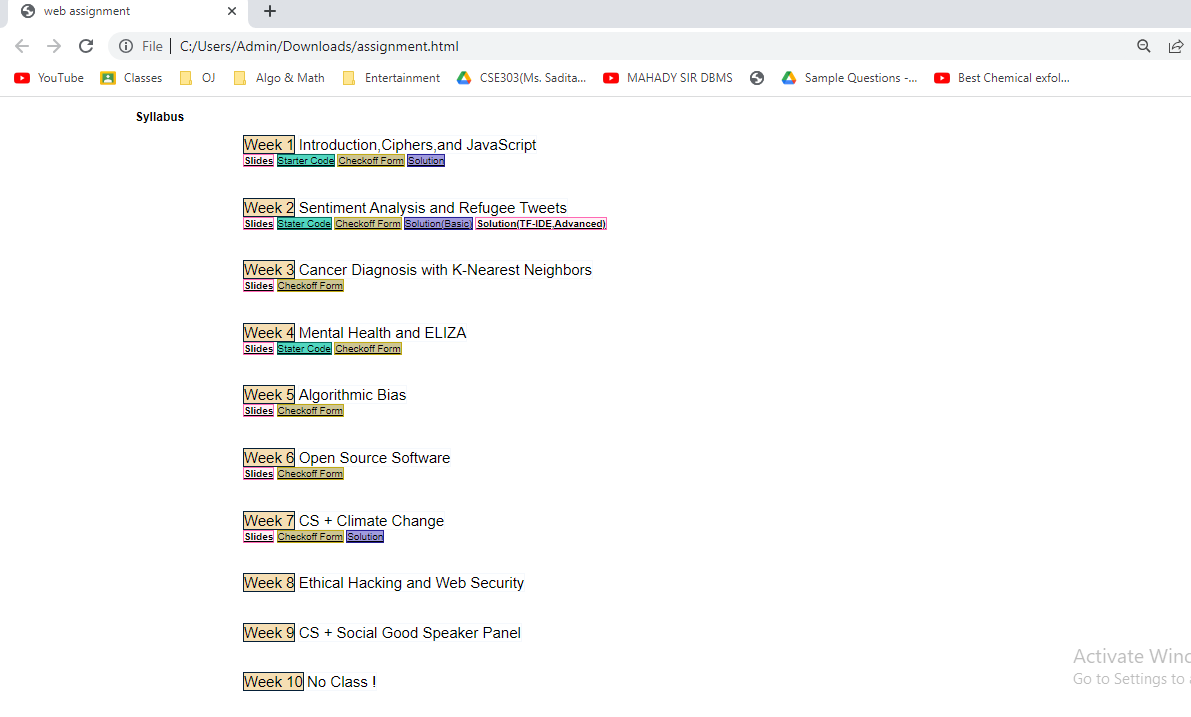 web assignment
File | C:/Users/Admin/Downloads/assignment.html
YouTube Classes OJ Algo & Math Entertainment CSE303(Ms. Sadita... MAHADY SIR DBMS Sample Questions -... Best Chemical exfol...
Syllabus
Week 1 Introduction,Ciphers,and JavaScript
Slides Starter Code Checkoff Form Solution
Week 2 Sentiment Analysis and Refugee Tweets
Slides Stater Code Checkoff Form Solution(Basic) Solution(TF-IDE,Advanced)
Week 3 Cancer Diagnosis with K-Nearest Neighbors
Slides Checkoff Form
Week 4 Mental Health and ELIZA
Slides Stater Code Checkoff Form
Week 5 Algorithmic Bias
Slides Checkoff Form
Week 6 Open Source Software
Slides Checkoff Form
Week 7 CS + Climate Change
Slides Checkoff Form Solution
Week 8 Ethical Hacking and Web Security
Week 9 CS + Social Good Speaker Panel
Week 10 No Class !
Activate Wind
Go to Settings to